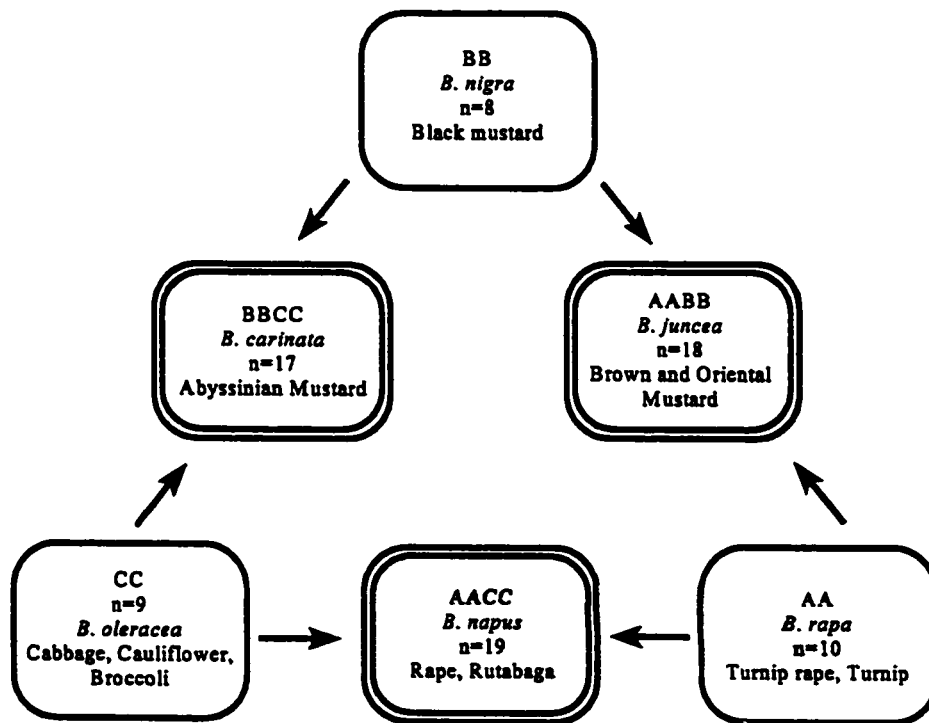 BB
B. nigra
n=8
Black mustard
BBCC
B. carinata
n=17
Abyssinian Mustard
AABB
B. juncea
n=18
Brown and Oriental
Mustard
CC
n=9
B. oleracea
Cabbage, Cauliflower,
Broccoli
AACC
B. napus
n=19
Rape, Rutabaga
AA
B. rapa
n=10
Turnip rape, Turnip